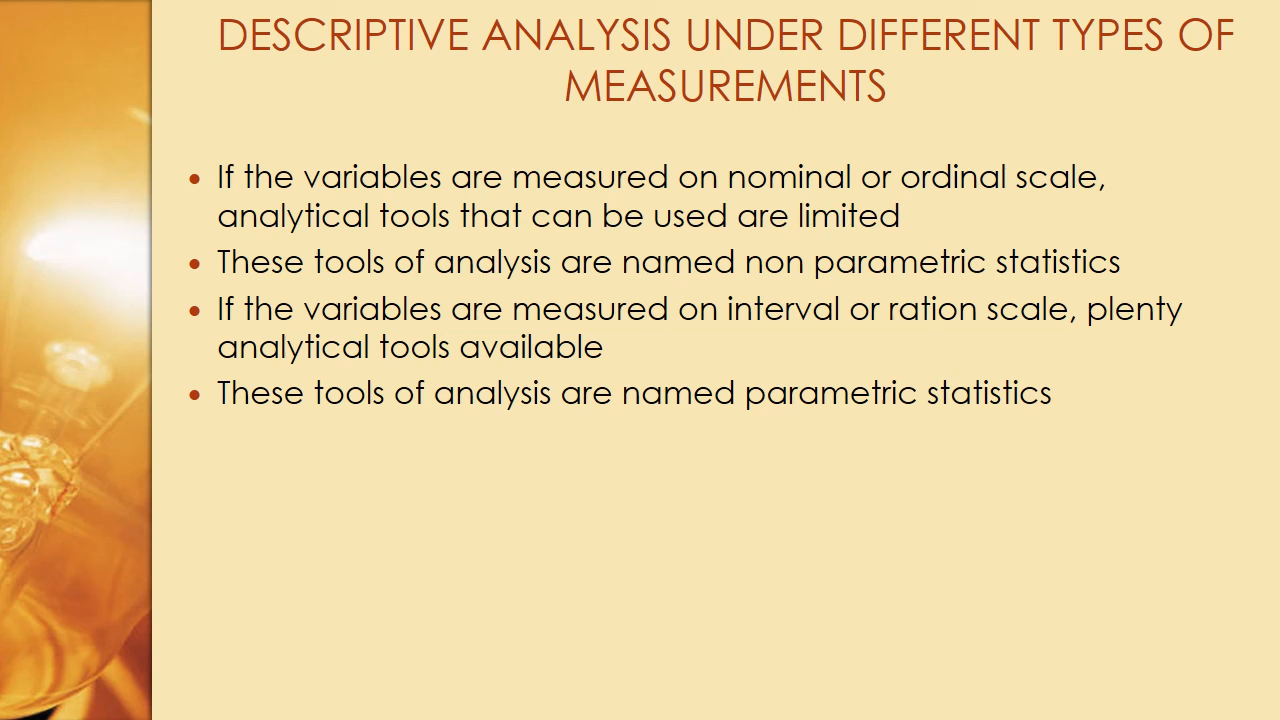 DESCRIPTIVE ANALYSIS UNDER DIFFERENT TYPES OF
MEASUREMENTS
• If the variables are measured on nominal or ordinal scale,
analytical tools that can be used are limited
• These tools of analysis are named non parametric statistics
• If the variables are measured on interval or ration scale, plenty
analytical tools available
• These tools of analysis are named parametric statistics